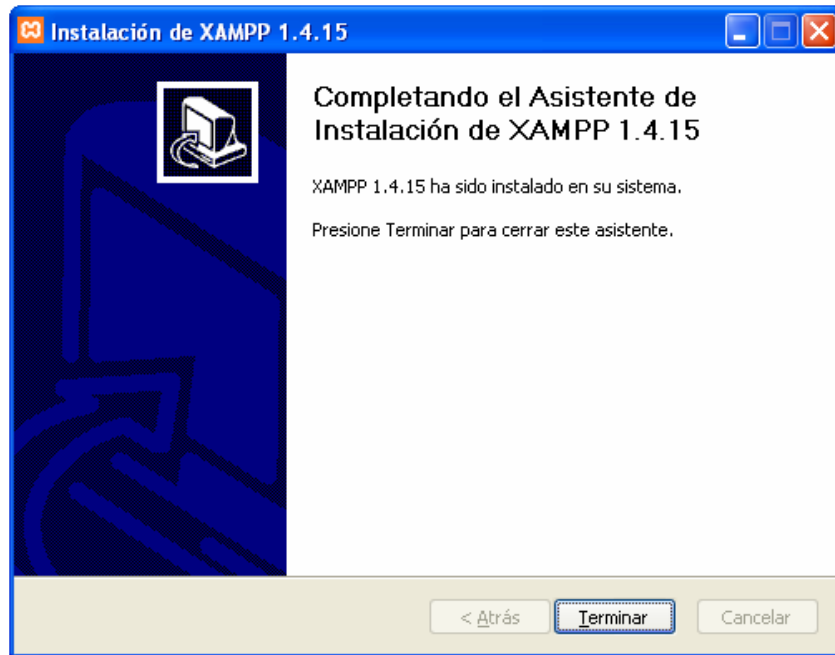 Instalación de XAMPP 1.4.15
Completando el Asistente de
Instalación de XAMPP 1.4.15
XAMPP 1.4.15 ha sido instalado en su sistema.
Presione Terminar para cerrar este asistente.
< Atrás
Terminar
Cancelar